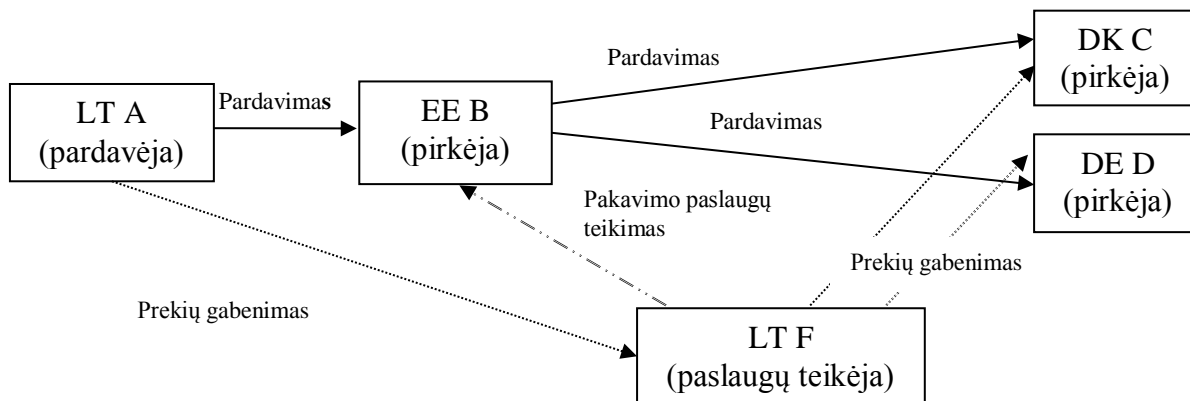 LT A
(pardavėja)
Pardavimas
EE B
(pirkėja)
Pardavimas
Pardavimas
DK C
(pirkėja)
DE D
(pirkėja)
Pakavimo paslaugų
teikimas
Prekių gabenimas
Prekių gabenimas
LT F
(paslaugų teikėja)